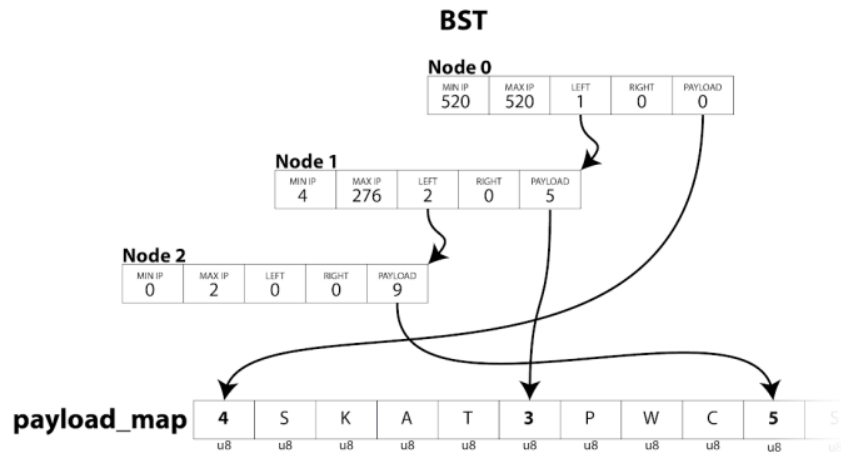 BST
Node 0
MIN IP MAX IP LEFT RIGHT PAYLOAD
520 520 1 0 0
Node 1
MIN IP MAX IP LEFT RIGHT PAYLOAD
4 276 2 0 5
Node 2
MIN IP MAX IP LEFT RIGHT PAYLOAD
0 2 0 0 9
payload_map 4 S K A T 3 P W C 5 S
u8 u8 u8 u8 u8 u8 u8 u8 u8 u8 u8